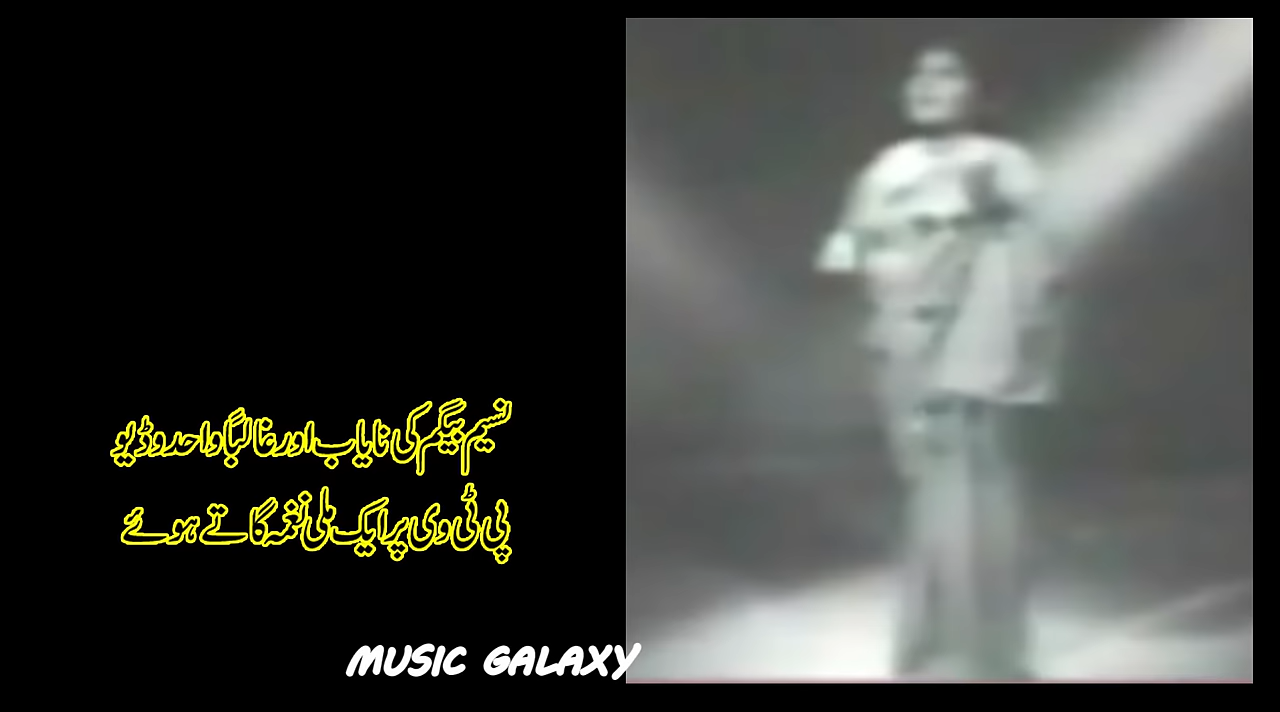 نسیم بیگم کی نایاب اور غالباً واحد وڈیو
پی ٹی وی پر ایک ملی نغمہ گاتے ہوئے
MUSIC GALAXY